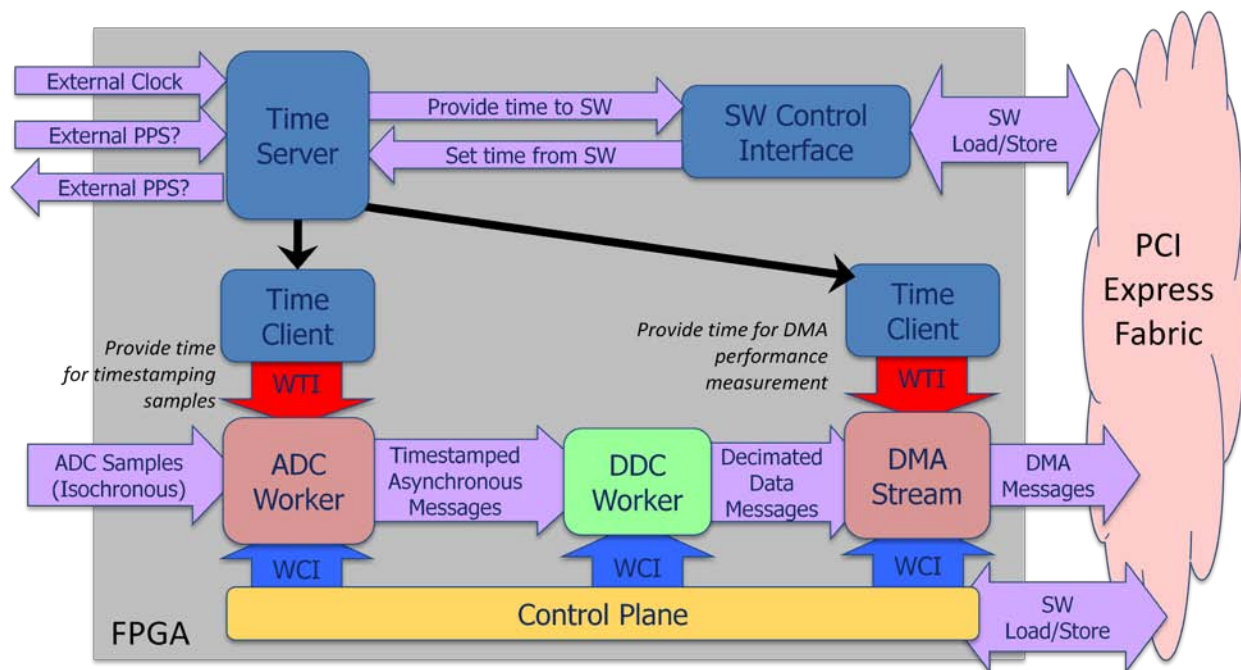 External Clock
External PPS?
External PPS?
Time
Server
Provide time to SW
Set time from SW
SW Control
Interface
SW
Load/Store
PCI
Express
Fabric
Time
Client
Provide time
for timestamping
samples
WTI
Provide time for DMA
performance
measurement
Time
Client
WTI
ADC Samples
(Isochronous)
ADC
Worker
Timestamped
Asynchronous
Messages
DDC
Worker
Decimated
Data
Messages
DMA
Stream
DMA
Messages
WCI
WCI
WCI
Control Plane
SW
Load/Store
FPGA